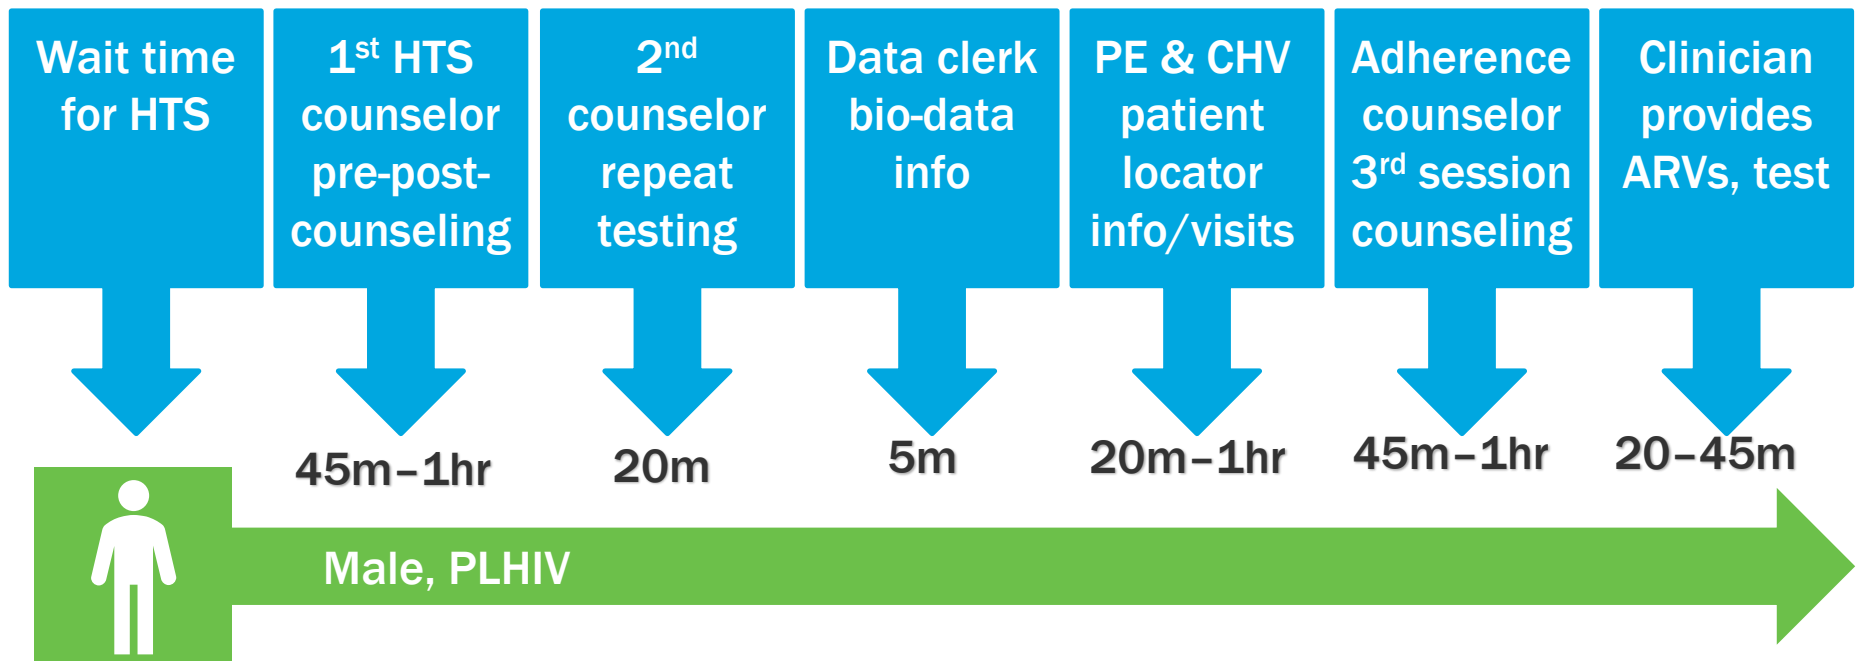 Wait time
for HTS
1st HTS
counselor
pre-post-
counseling
2nd
counselor
repeat
testing
Data clerk
bio-data
info
PE & CHV
patient
locator
info/visits
Adherence
counselor
3rd session
counseling
Clinician
provides
ARVs, test
45m–1hr
20m
5m
20m–1hr
45m–1hr
20–45m
Male, PLHIV